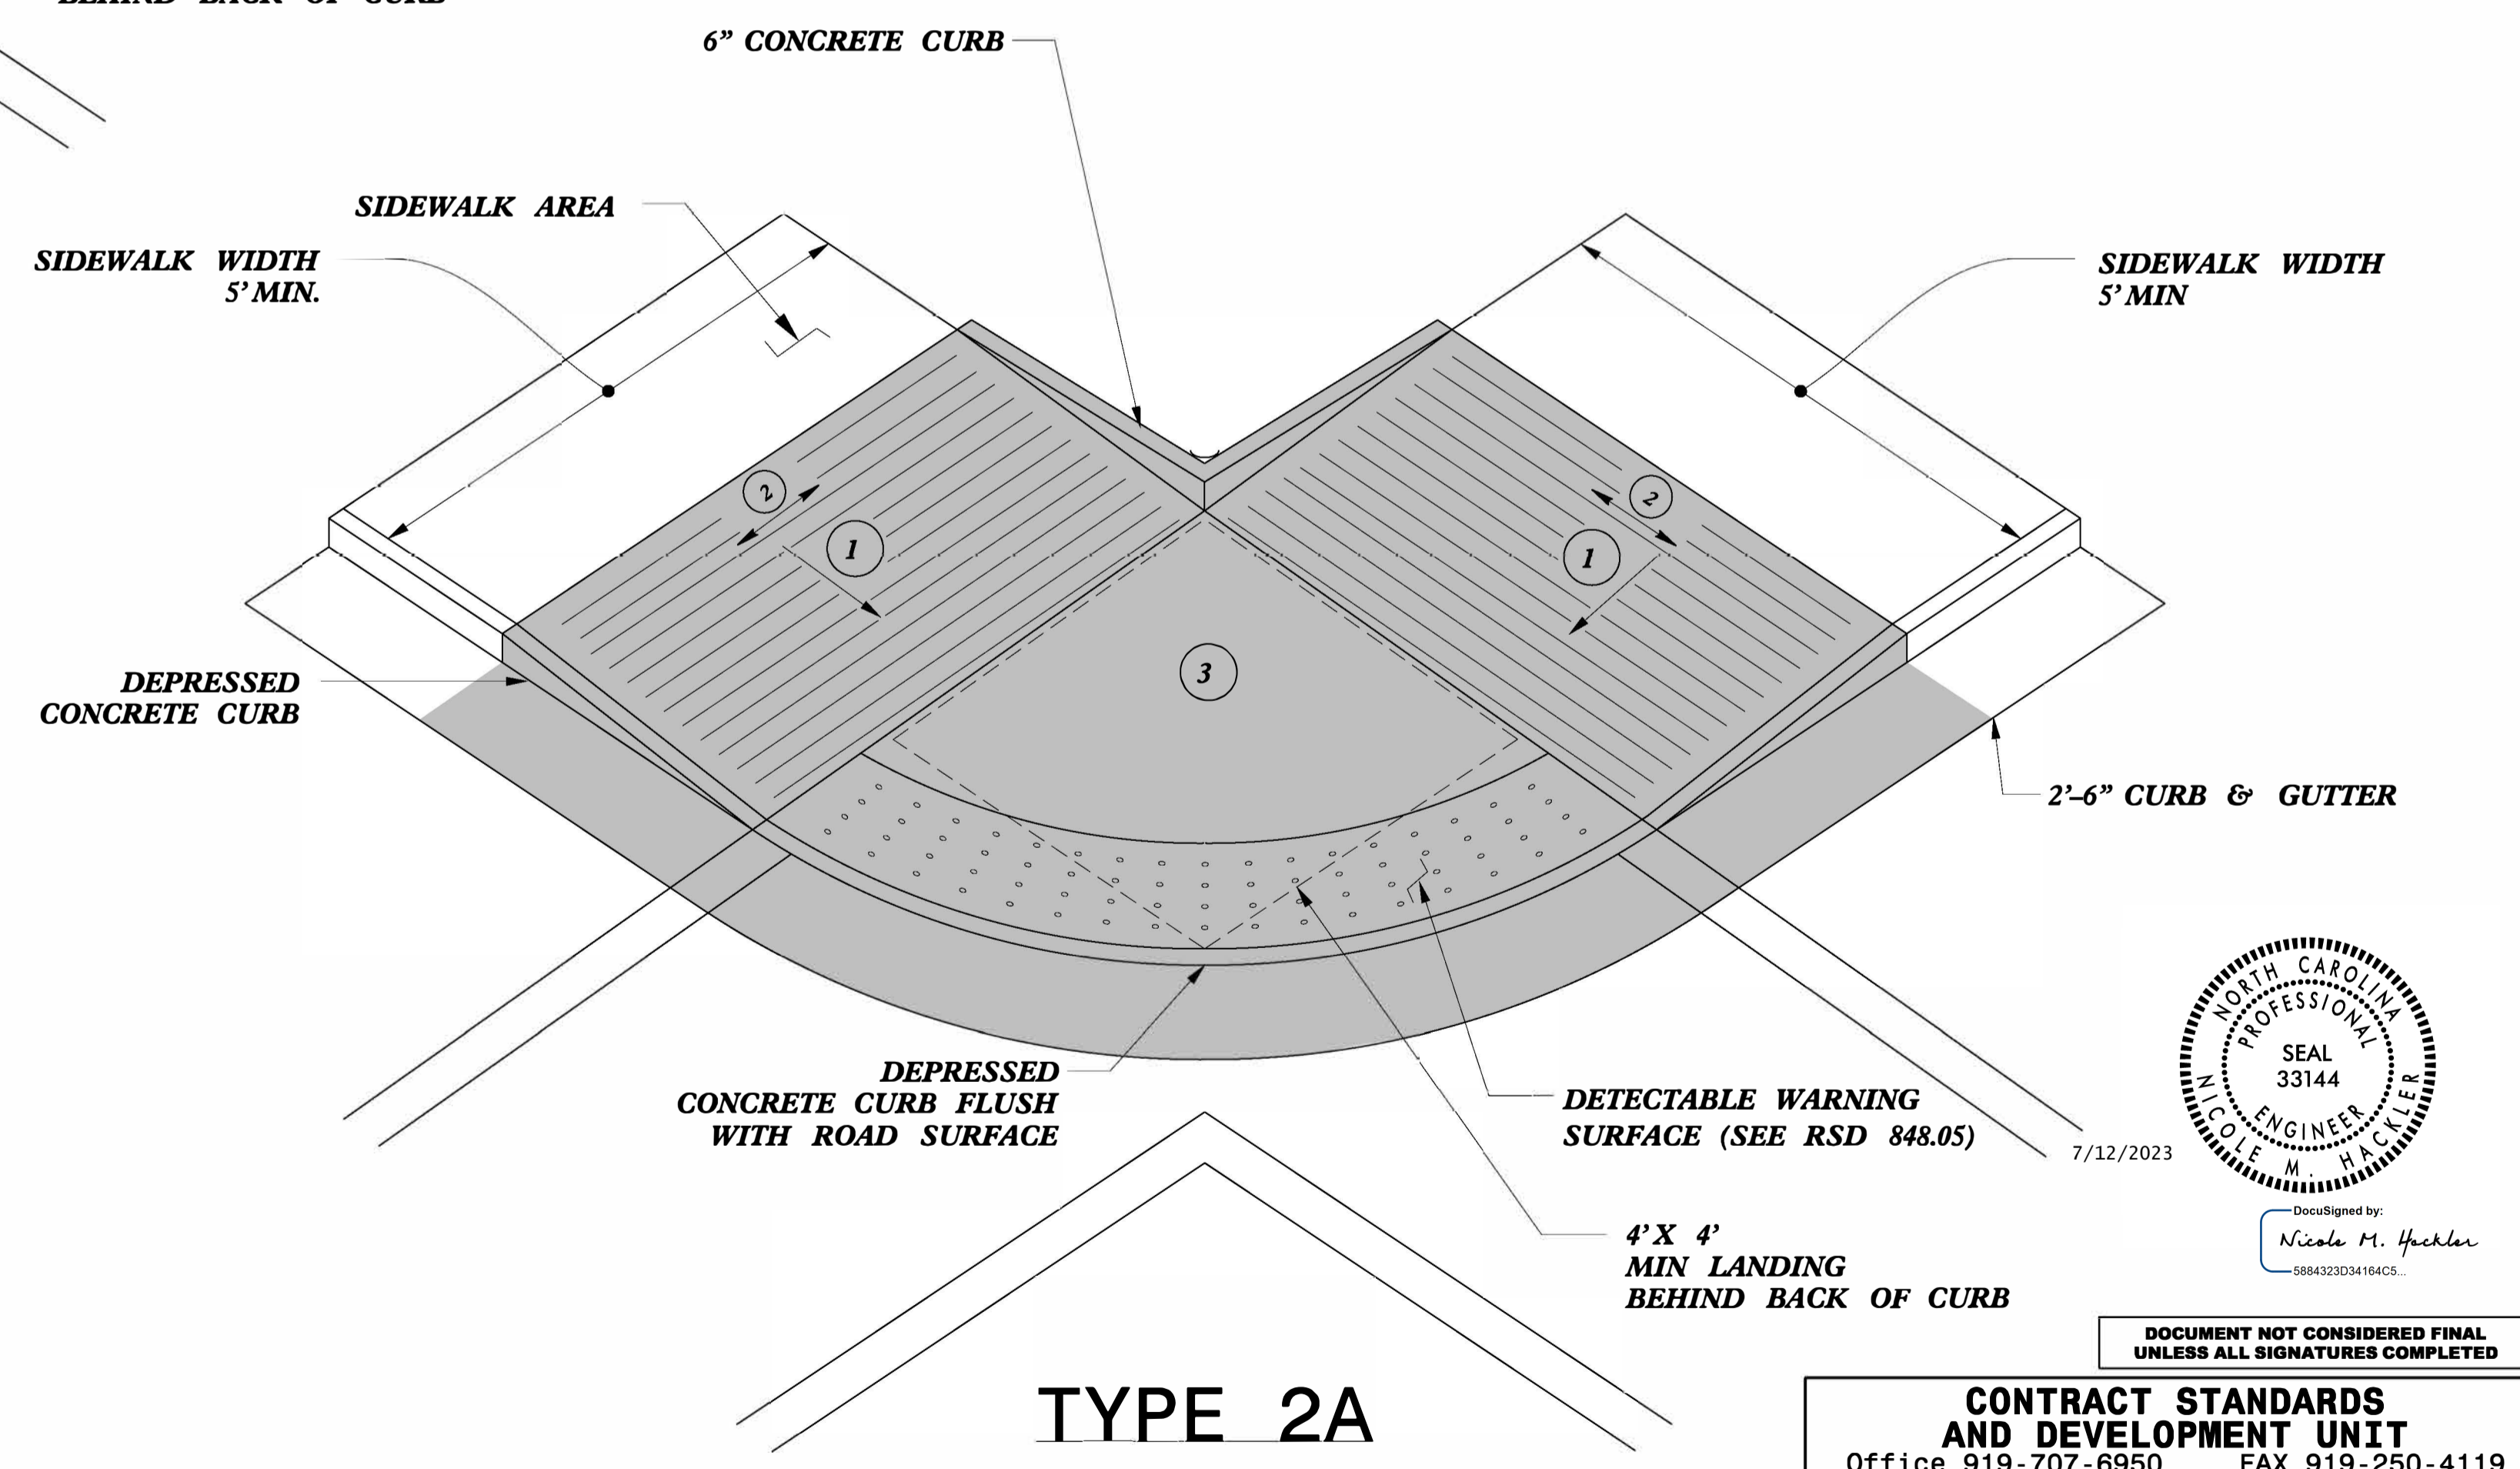 BEHIND BACK OF CURB
6” CONCRETE CURB
SIDEWALK AREA
SIDEWALK WIDTH
5’ MIN.
SIDEWALK WIDTH
5’ MIN
2
1
2
1
3
DEPRESSED
CONCRETE CURB
2’–6” CURB & GUTTER
DEPRESSED
CONCRETE CURB FLUSH
WITH ROAD SURFACE
DETECTABLE WARNING
SURFACE (SEE RSD 848.05)
4’ X 4’
MIN LANDING
BEHIND BACK OF CURB
TYPE 2A
NORTH CAROLINA
PROFESSIONAL
SEAL
33144
ENGINEER
NICOLE M. HACKLER
7/12/2023
DocuSigned by:
Nicole M. Hackler
5884323D34164C5...
DOCUMENT NOT CONSIDERED FINAL
UNLESS ALL SIGNATURES COMPLETED
CONTRACT STANDARDS
AND DEVELOPMENT UNIT
Office 919-707-6950 FAX 919-250-4119